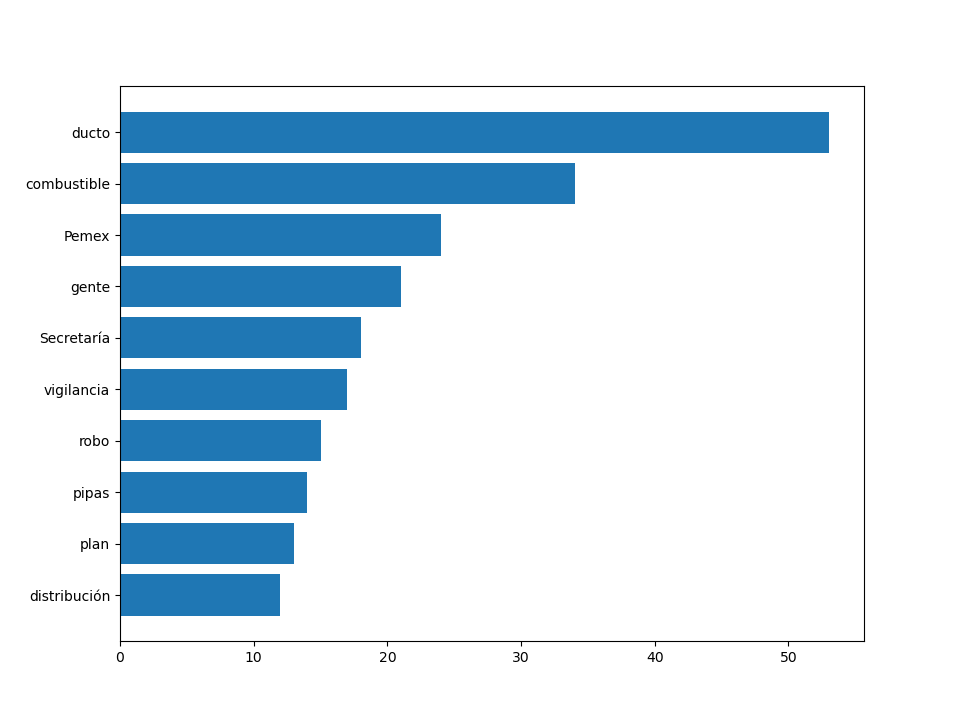 ducto
combustible
Pemex
gente
Secretaría
vigilancia
robo
pipas
plan
distribución
0 10 20 30 40 50